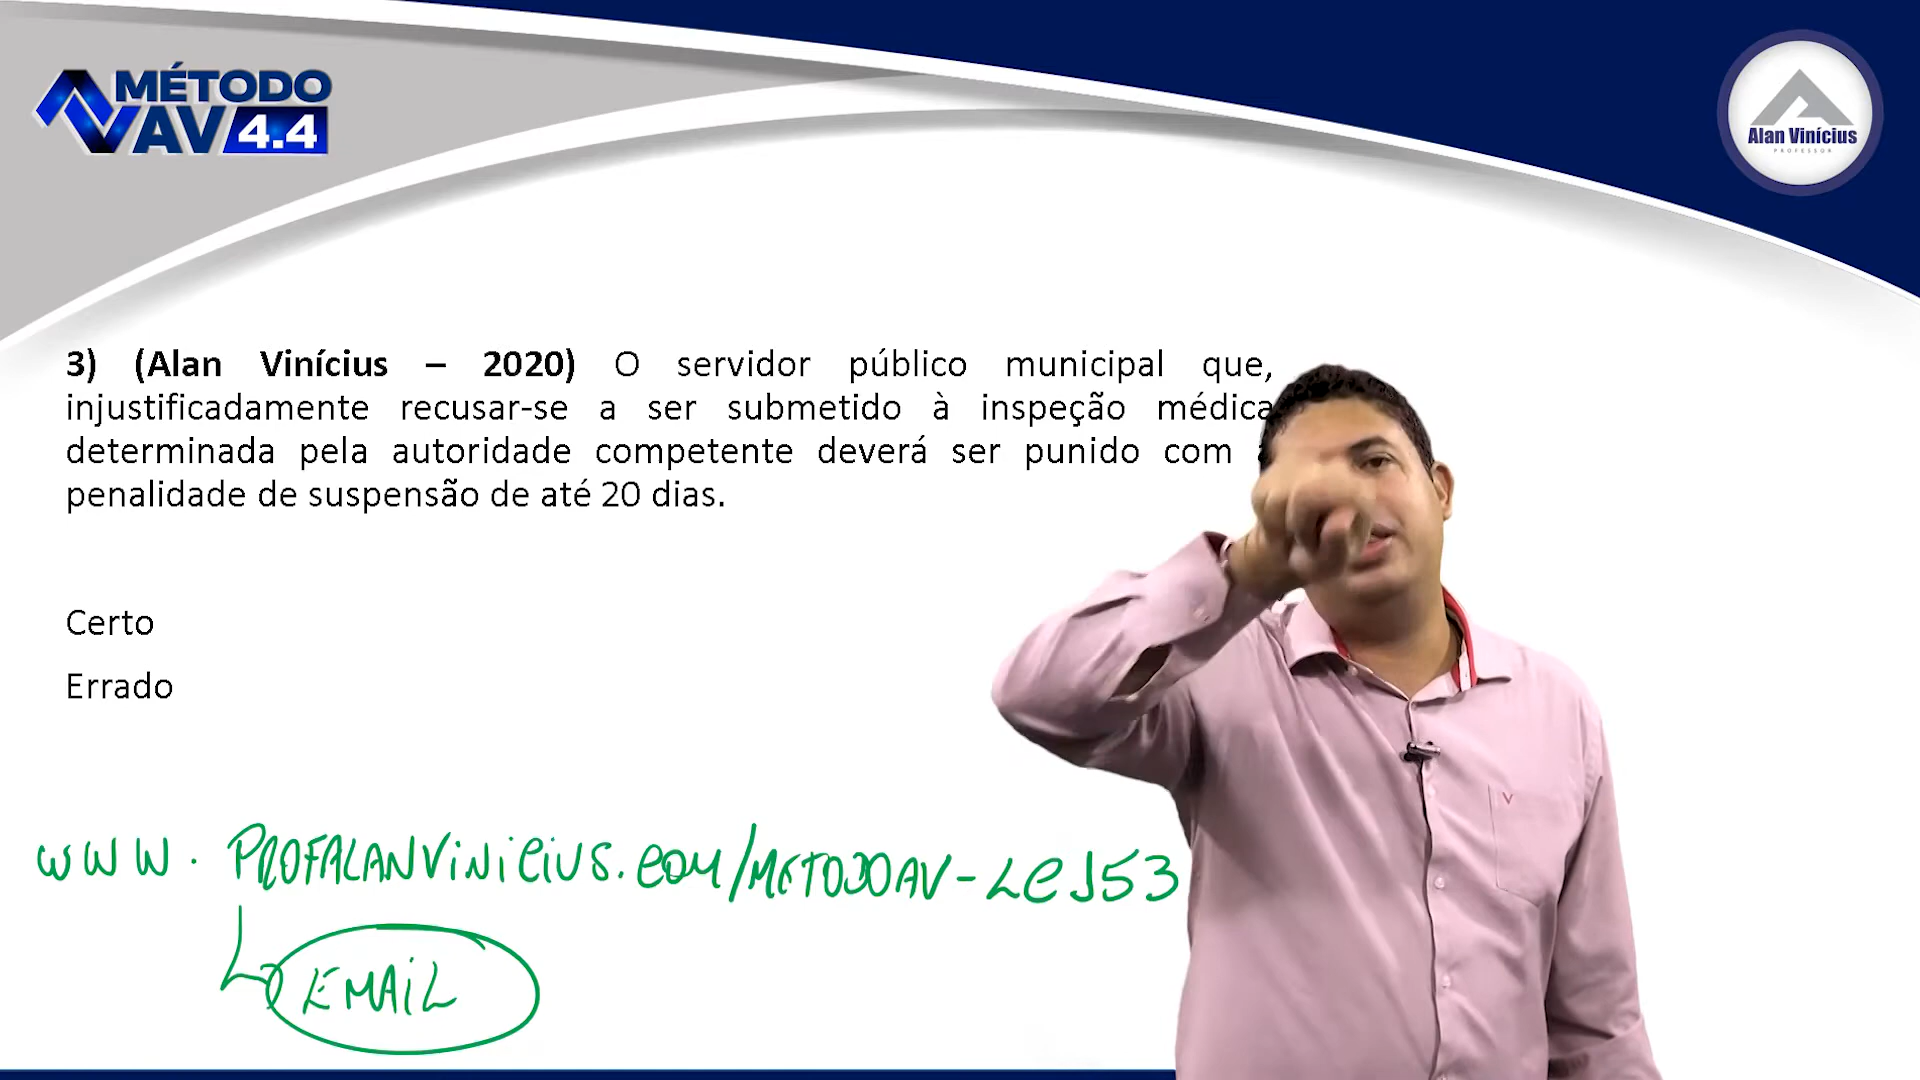 MÉTODO
AV 4.4
Alan Vinícius
PROFESSOR
3) (Alan Vinícius – 2020) O servidor público municipal que,
injustificadamente recusar-se a ser submetido à inspeção médica
determinada pela autoridade competente deverá ser punido com
penalidade de suspensão de até 20 dias.
Certo
Errado
WWW.PROFALANVINICIUS.COM/METODOAV-LC153
EMAIL